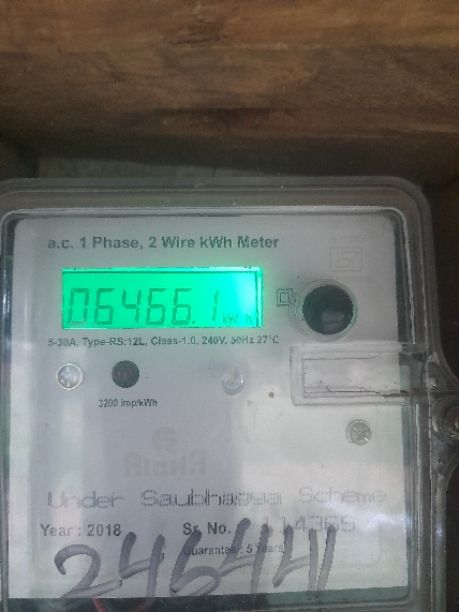 a.c. 1 Phase, 2 Wire kWh Meter
06466.1
5-30A, Type-RS:12L, Class-1.0, 240V, 50Hz 27°C
3200 imp/kWh
Under Saubhagya Scheme
Year : 2018 Sr. No.
Guarantee: 5 Years